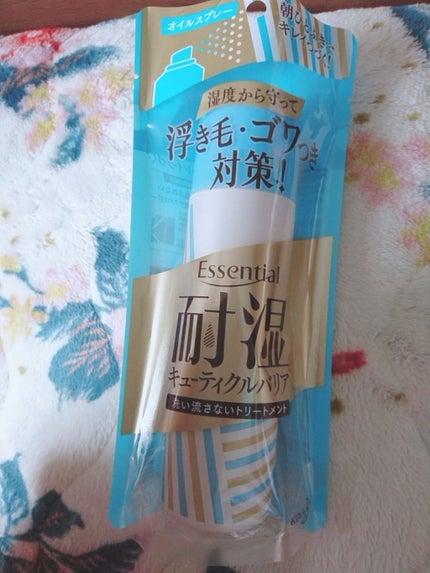 オイルスプレー
湿度から守って
浮き毛・ゴワつき
対策!
Essential
耐湿
キューティクルバリア
洗い流さないトリートメント